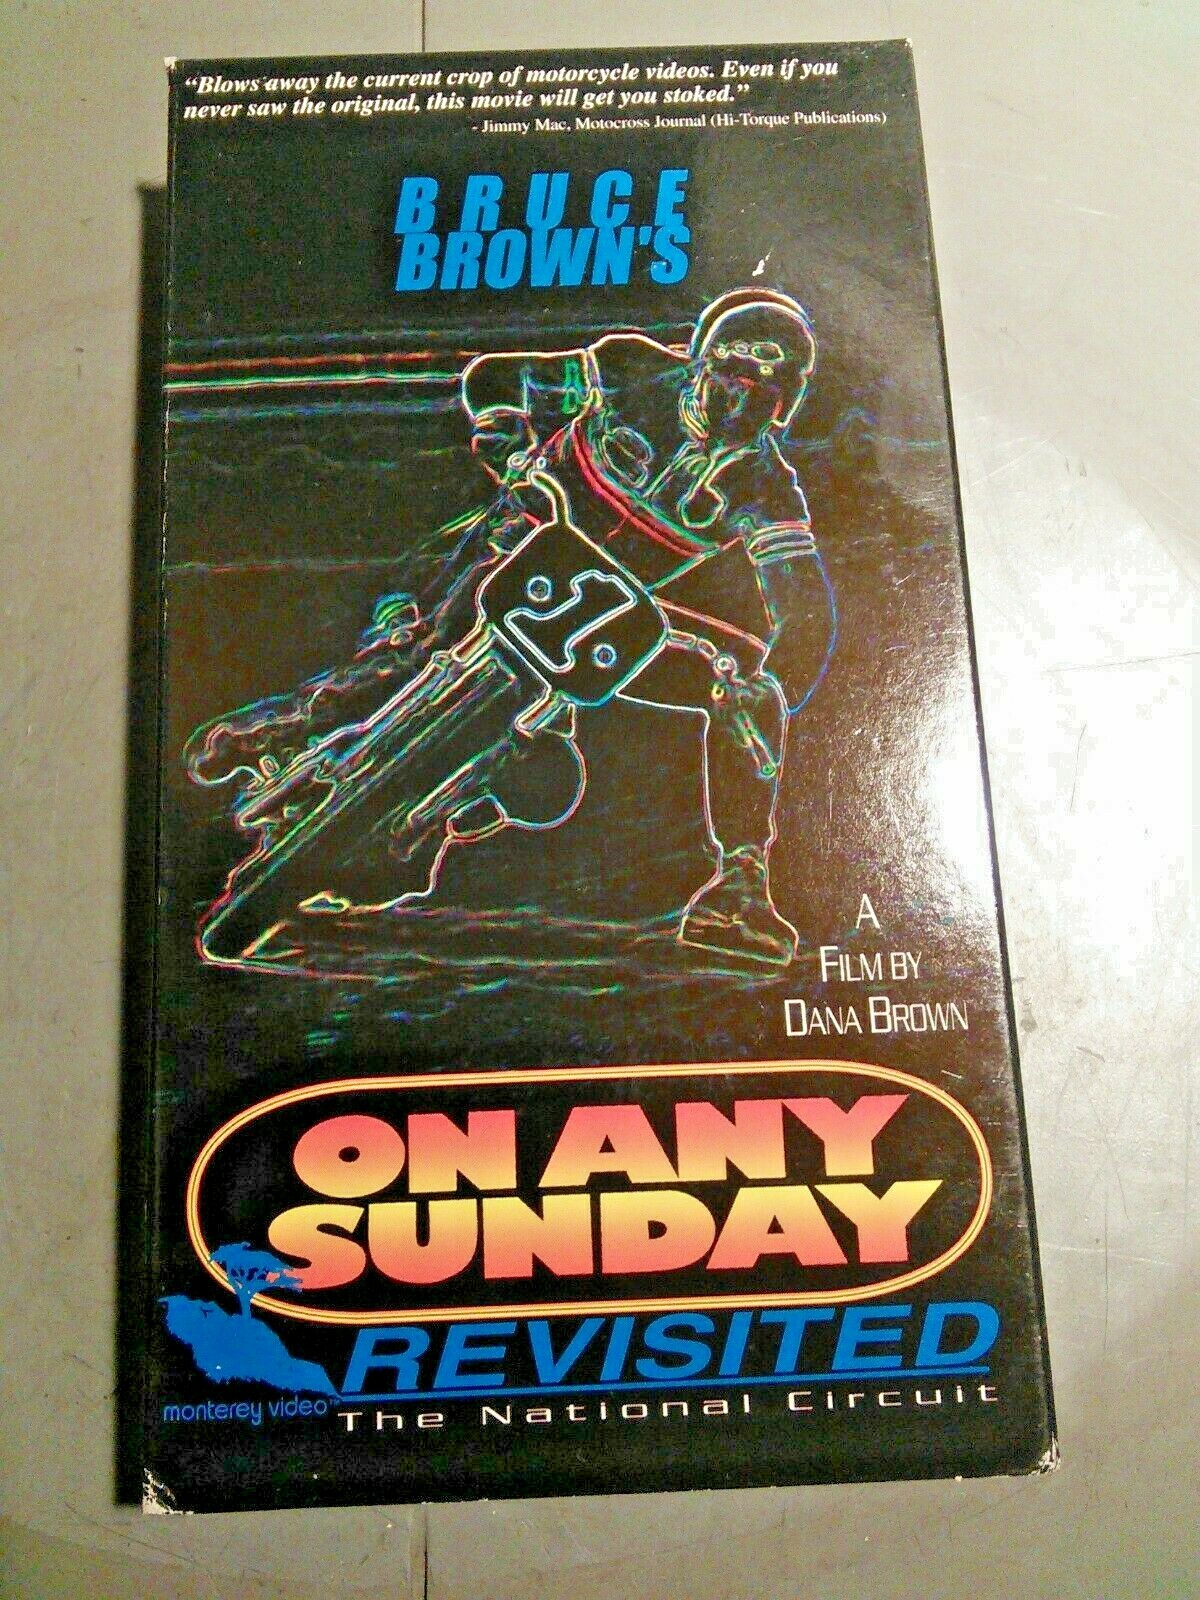 “Blows away the current crop of motorcycle videos. Even if you
never saw the original, this movie will get you stoked.”
- Jimmy Mac, Motocross Journal (Hi-Torque Publications)
BRUCE
BROWN'S
1
A
FILM BY
DANA BROWN
ON ANY
SUNDAY
REVISITED
monterey video™
The National Circuit